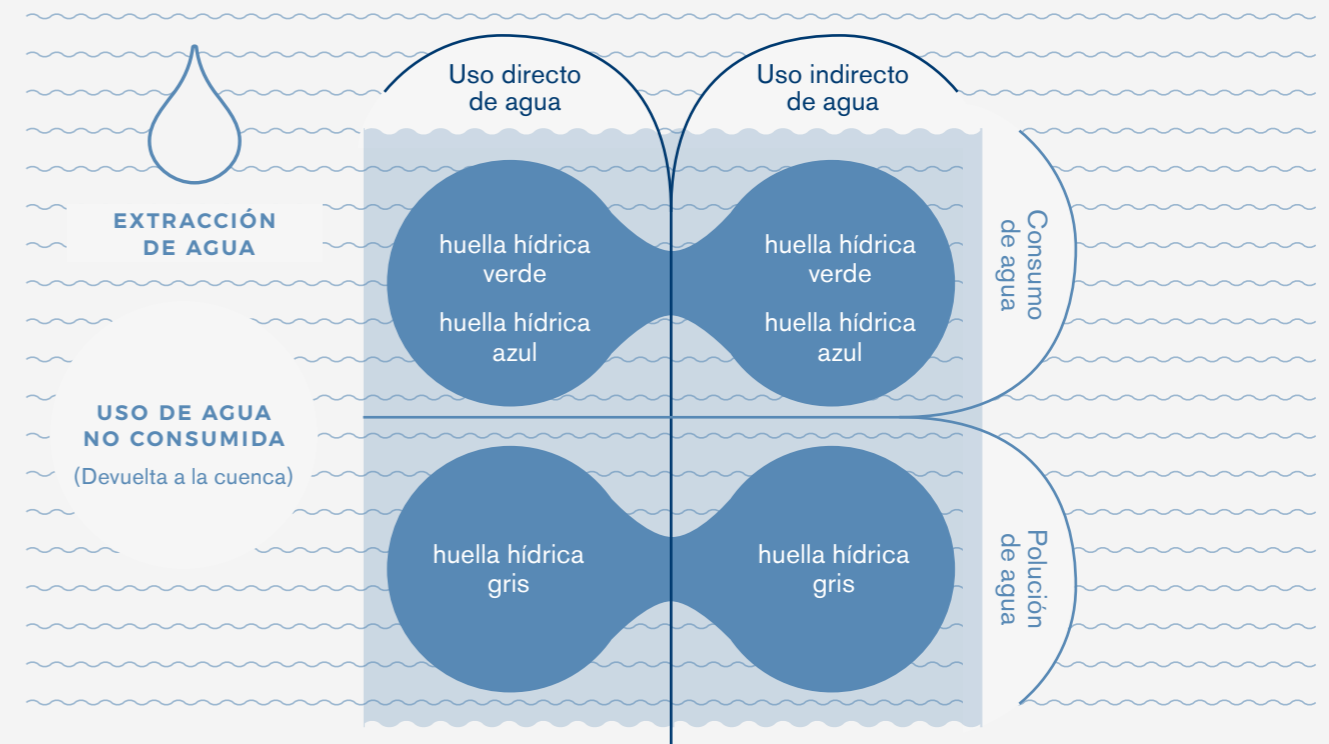 Uso directo
de agua
Uso indirecto
de agua
EXTRACCIÓN
DE AGUA
huella hídrica
verde
huella hídrica
azul
huella hídrica
verde
huella hídrica
azul
Consumo
de agua
USO DE AGUA
NO CONSUMIDA
(Devuelta a la cuenca)
huella hídrica
gris
huella hídrica
gris
Polución
de agua